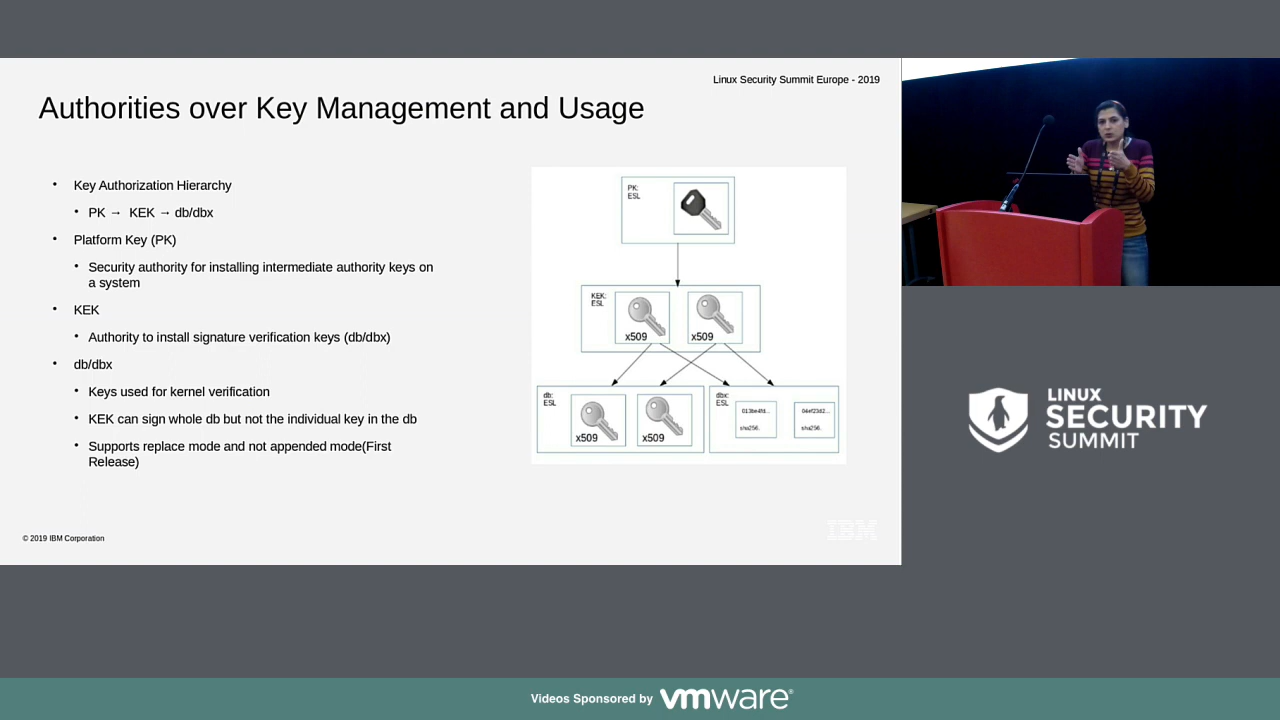 Linux Security Summit Europe - 2019
Authorities over Key Management and Usage
• Key Authorization Hierarchy
• PK → KEK → db/dbx
• Platform Key (PK)
• Security authority for installing intermediate authority keys on
a system
• KEK
• Authority to install signature verification keys (db/dbx)
• db/dbx
• Keys used for kernel verification
• KEK can sign whole db but not the individual key in the db
• Supports replace mode and not appended mode(First
Release)
PK:
ESL
KEK:
ESL
x509
x509
db:
ESL
x509
x509
dbx:
ESL
sha256.
sha256.
© 2019 IBM Corporation
IBM
LINUX
SECURITY
SUMMIT
Videos Sponsored by vmware®